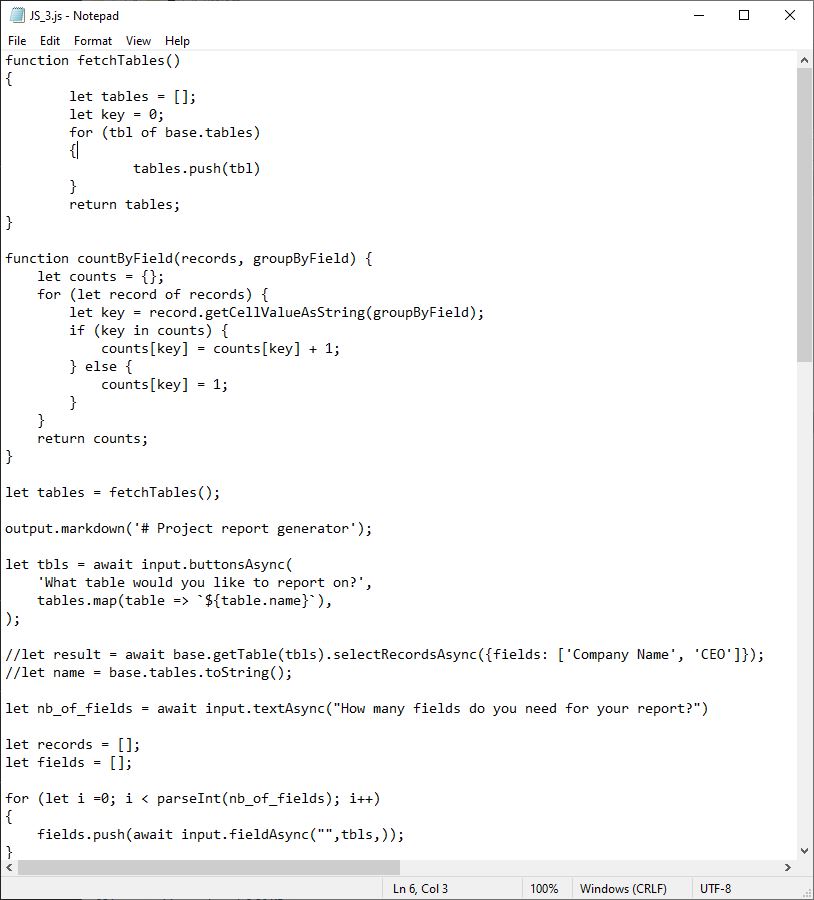 JS_3.js - Notepad
File Edit Format View Help
function fetchTables()
{
        let tables = [];
        let key = 0;
        for (tbl of base.tables)
        {
                tables.push(tbl)
        }
        return tables;
}

function countByField(records, groupByField) {
    let counts = {};
    for (let record of records) {
        let key = record.getCellValueAsString(groupByField);
        if (key in counts) {
            counts[key] = counts[key] + 1;
        } else {
            counts[key] = 1;
        }
    }
    return counts;
}

let tables = fetchTables();

output.markdown('# Project report generator');

let tbls = await input.buttonsAsync(
    'What table would you like to report on?',
    tables.map(table => `${table.name}`),
);

//let result = await base.getTable(tbls).selectRecordsAsync({fields: ['Company Name', 'CEO']});
//let name = base.tables.toString();

let nb_of_fields = await input.textAsync("How many fields do you need for your report?")

let records = [];
let fields = [];

for (let i =0; i < parseInt(nb_of_fields); i++)
{
    fields.push(await input.fieldAsync("",tbls,));
}
Ln 6, Col 3 100% Windows (CRLF) UTF-8